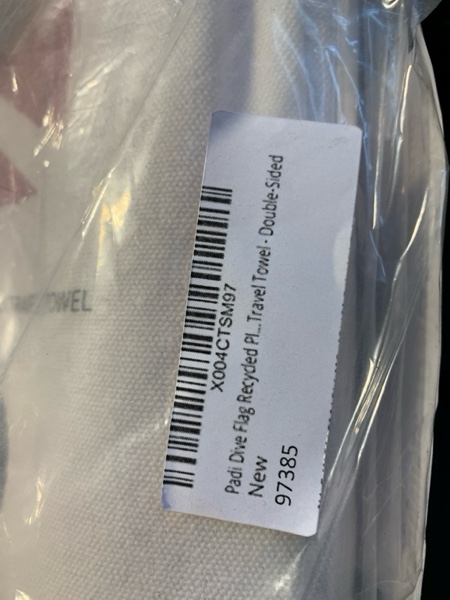 X004CTSM97
Padi Dive Flag Recycled Pl...Travel Towel - Double-Sided
New
97385
TOWEL